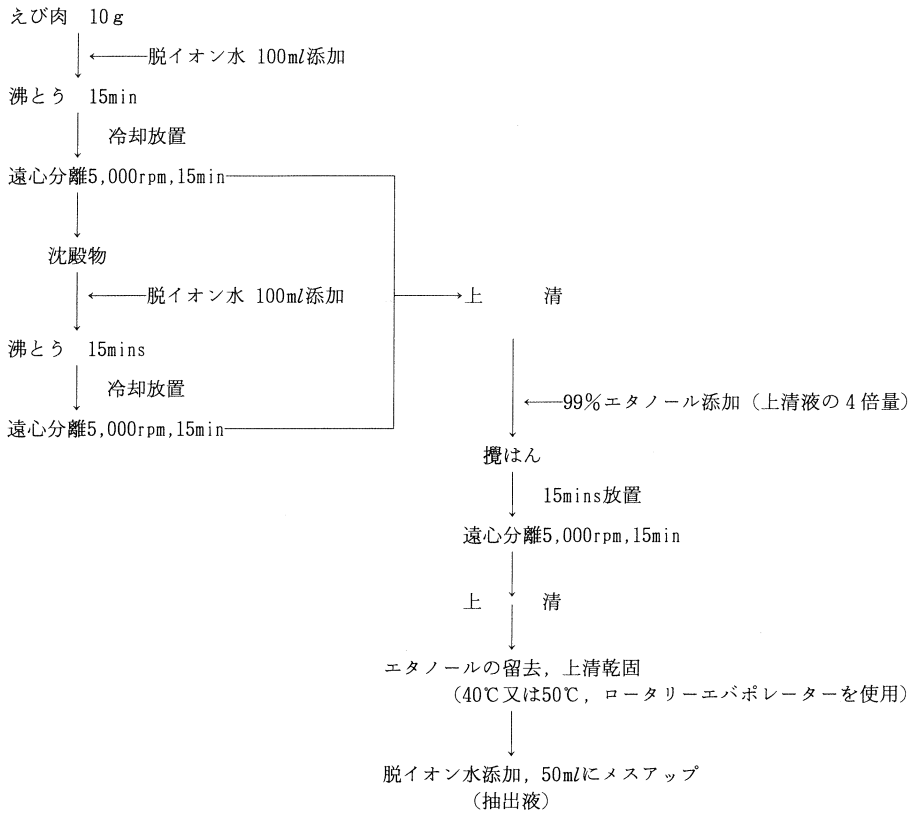 えび肉 10g
脱イオン水 100ml添加
沸とう 15min
冷却放置
遠心分離5,000rpm,15min
沈殿物
脱イオン水 100ml添加
上 清
沸とう 15mins
冷却放置
遠心分離5,000rpm,15min
99%エタノール添加(上清液の4倍量)
攪はん
15mins放置
遠心分離5,000rpm,15min
上 清
エタノールの留去,上清乾固
(40℃又は50℃,ロータリーエバポレーターを使用)
脱イオン水添加,50mlにメスアップ
(抽出液)